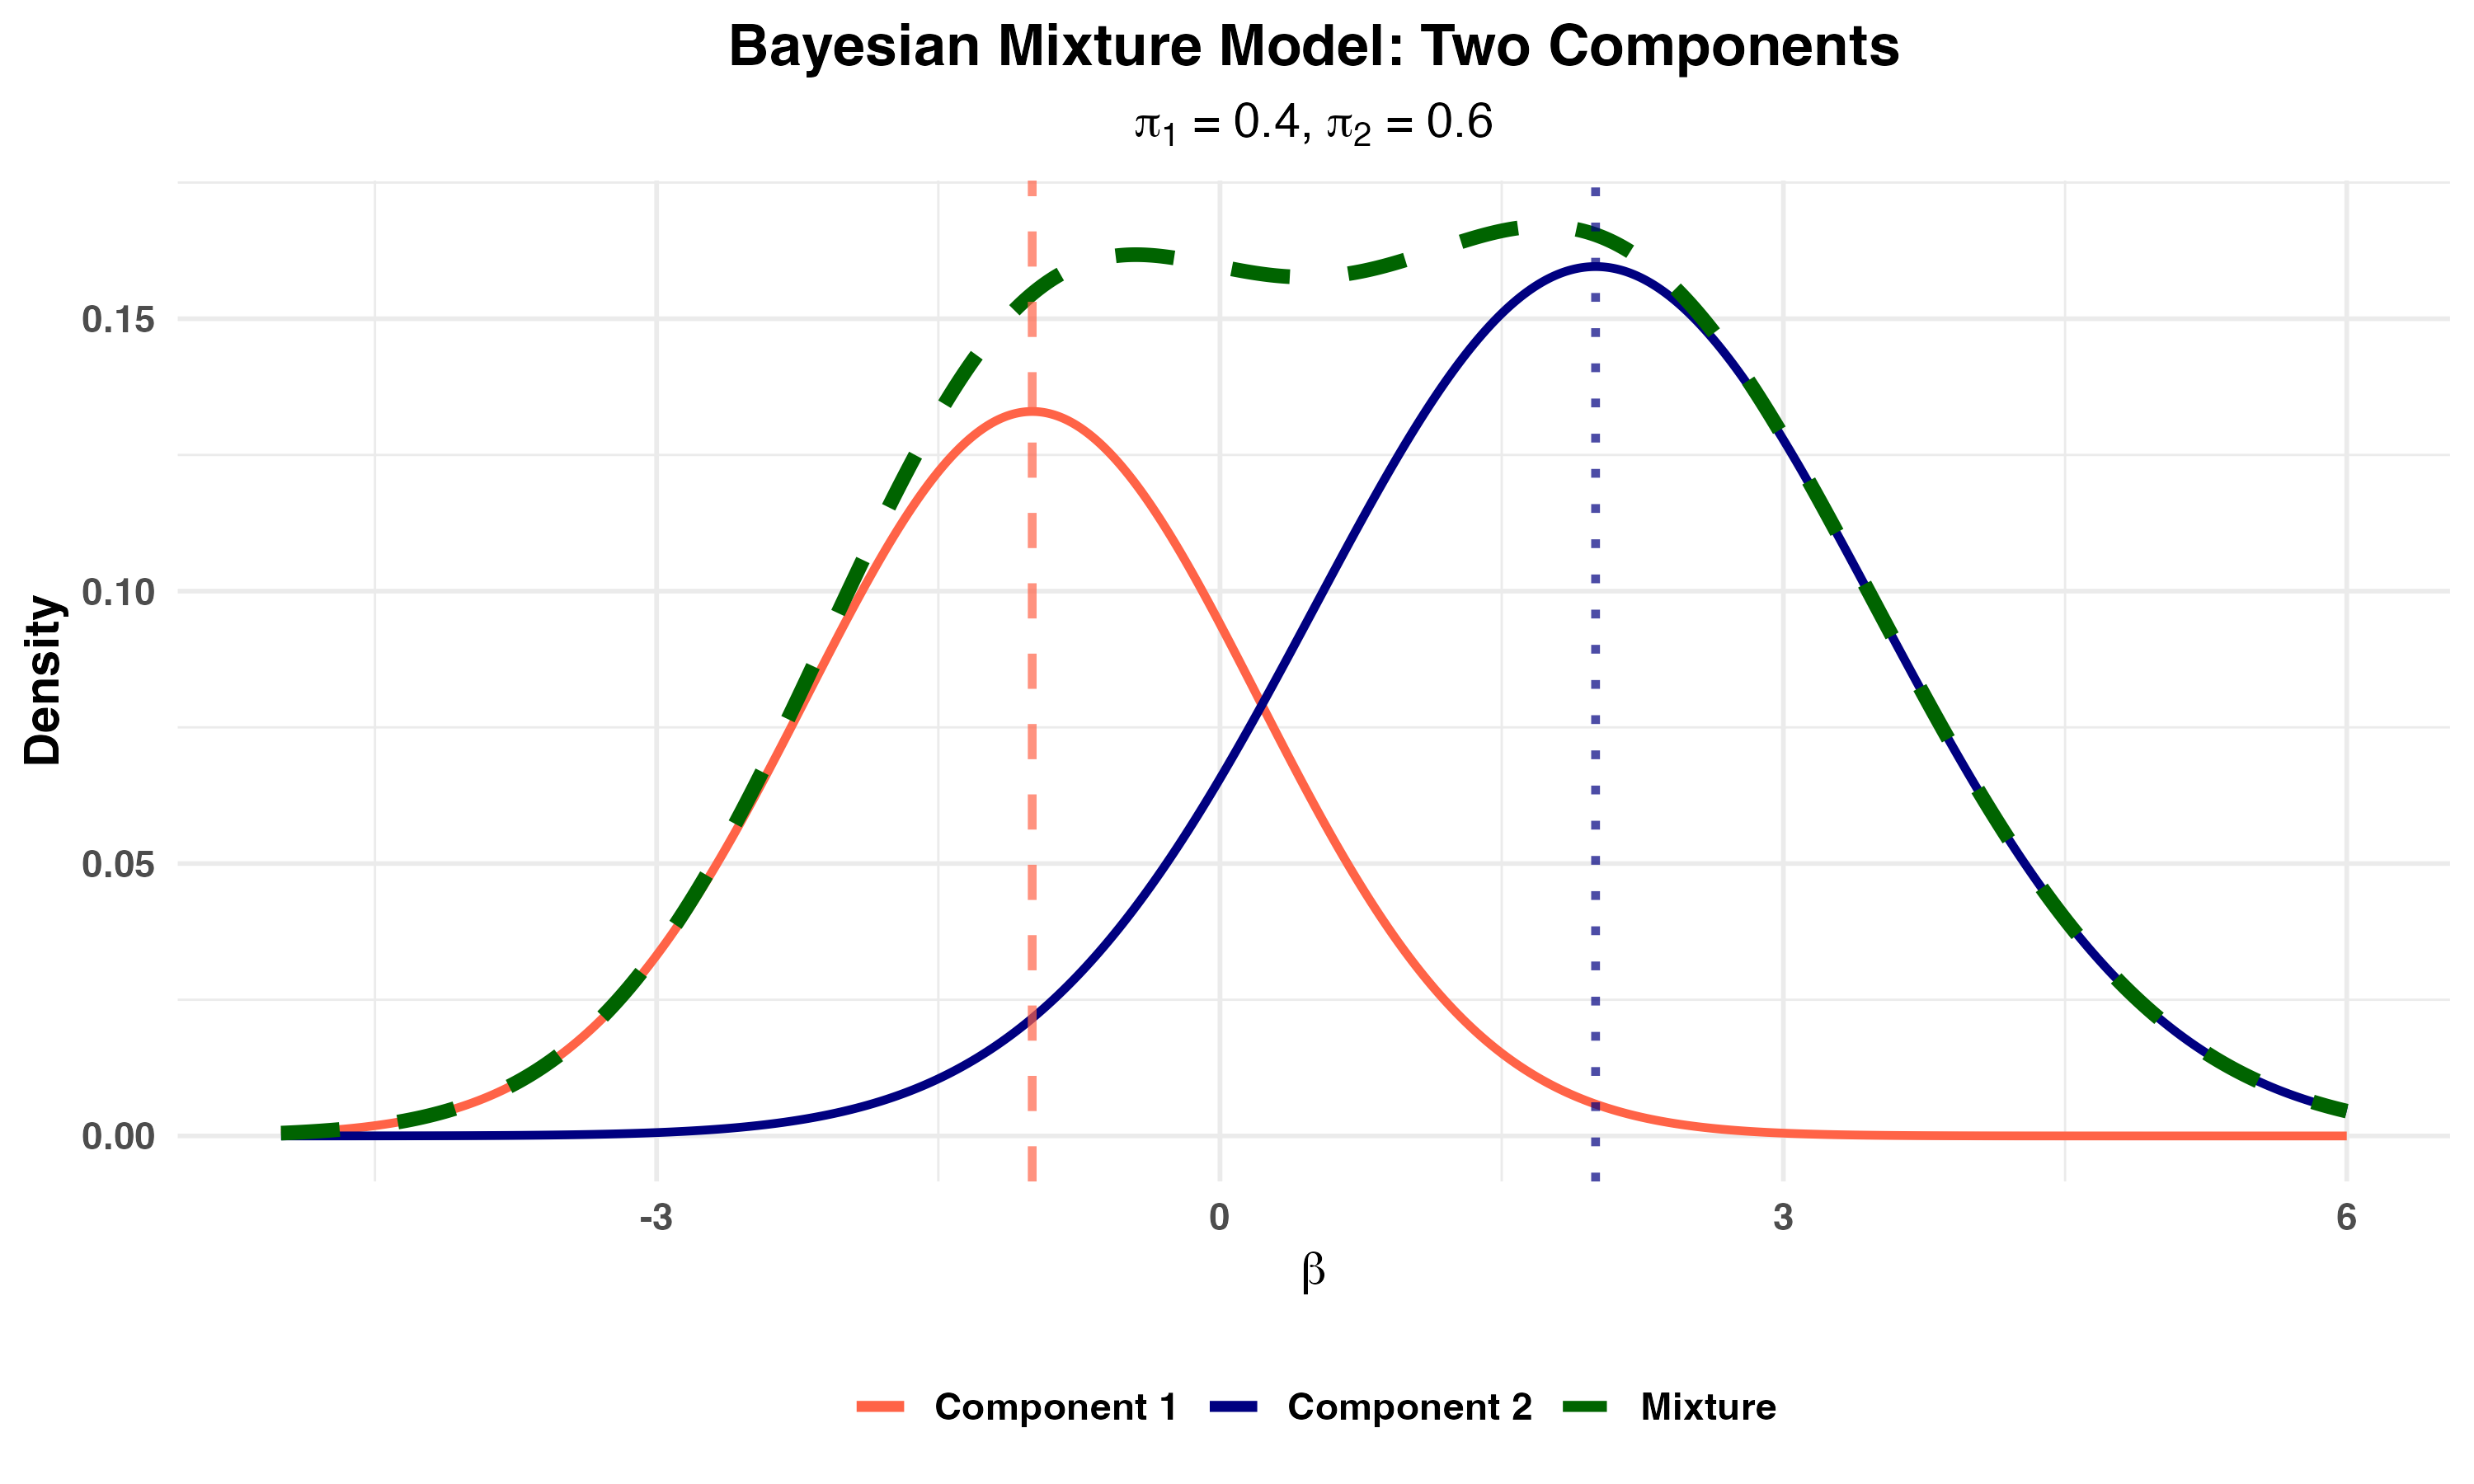 Bayesian Mixture Model: Two Components
π₁ = 0.4, π₂ = 0.6
Density
0.15
0.10
0.05
0.00
-3 0 3 6
β
Component 1 Component 2 Mixture